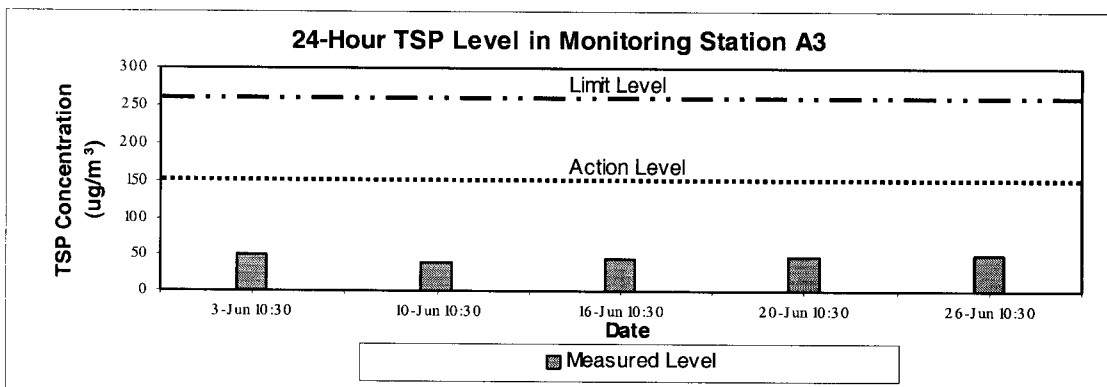 24-Hour TSP Level in Monitoring Station A3
TSP Concentration
(ug/m³)
300
250
200
150
100
50
0
Limit Level
Action Level
3-Jun 10:30
10-Jun 10:30
16-Jun 10:30
20-Jun 10:30
26-Jun 10:30
Date
Measured Level